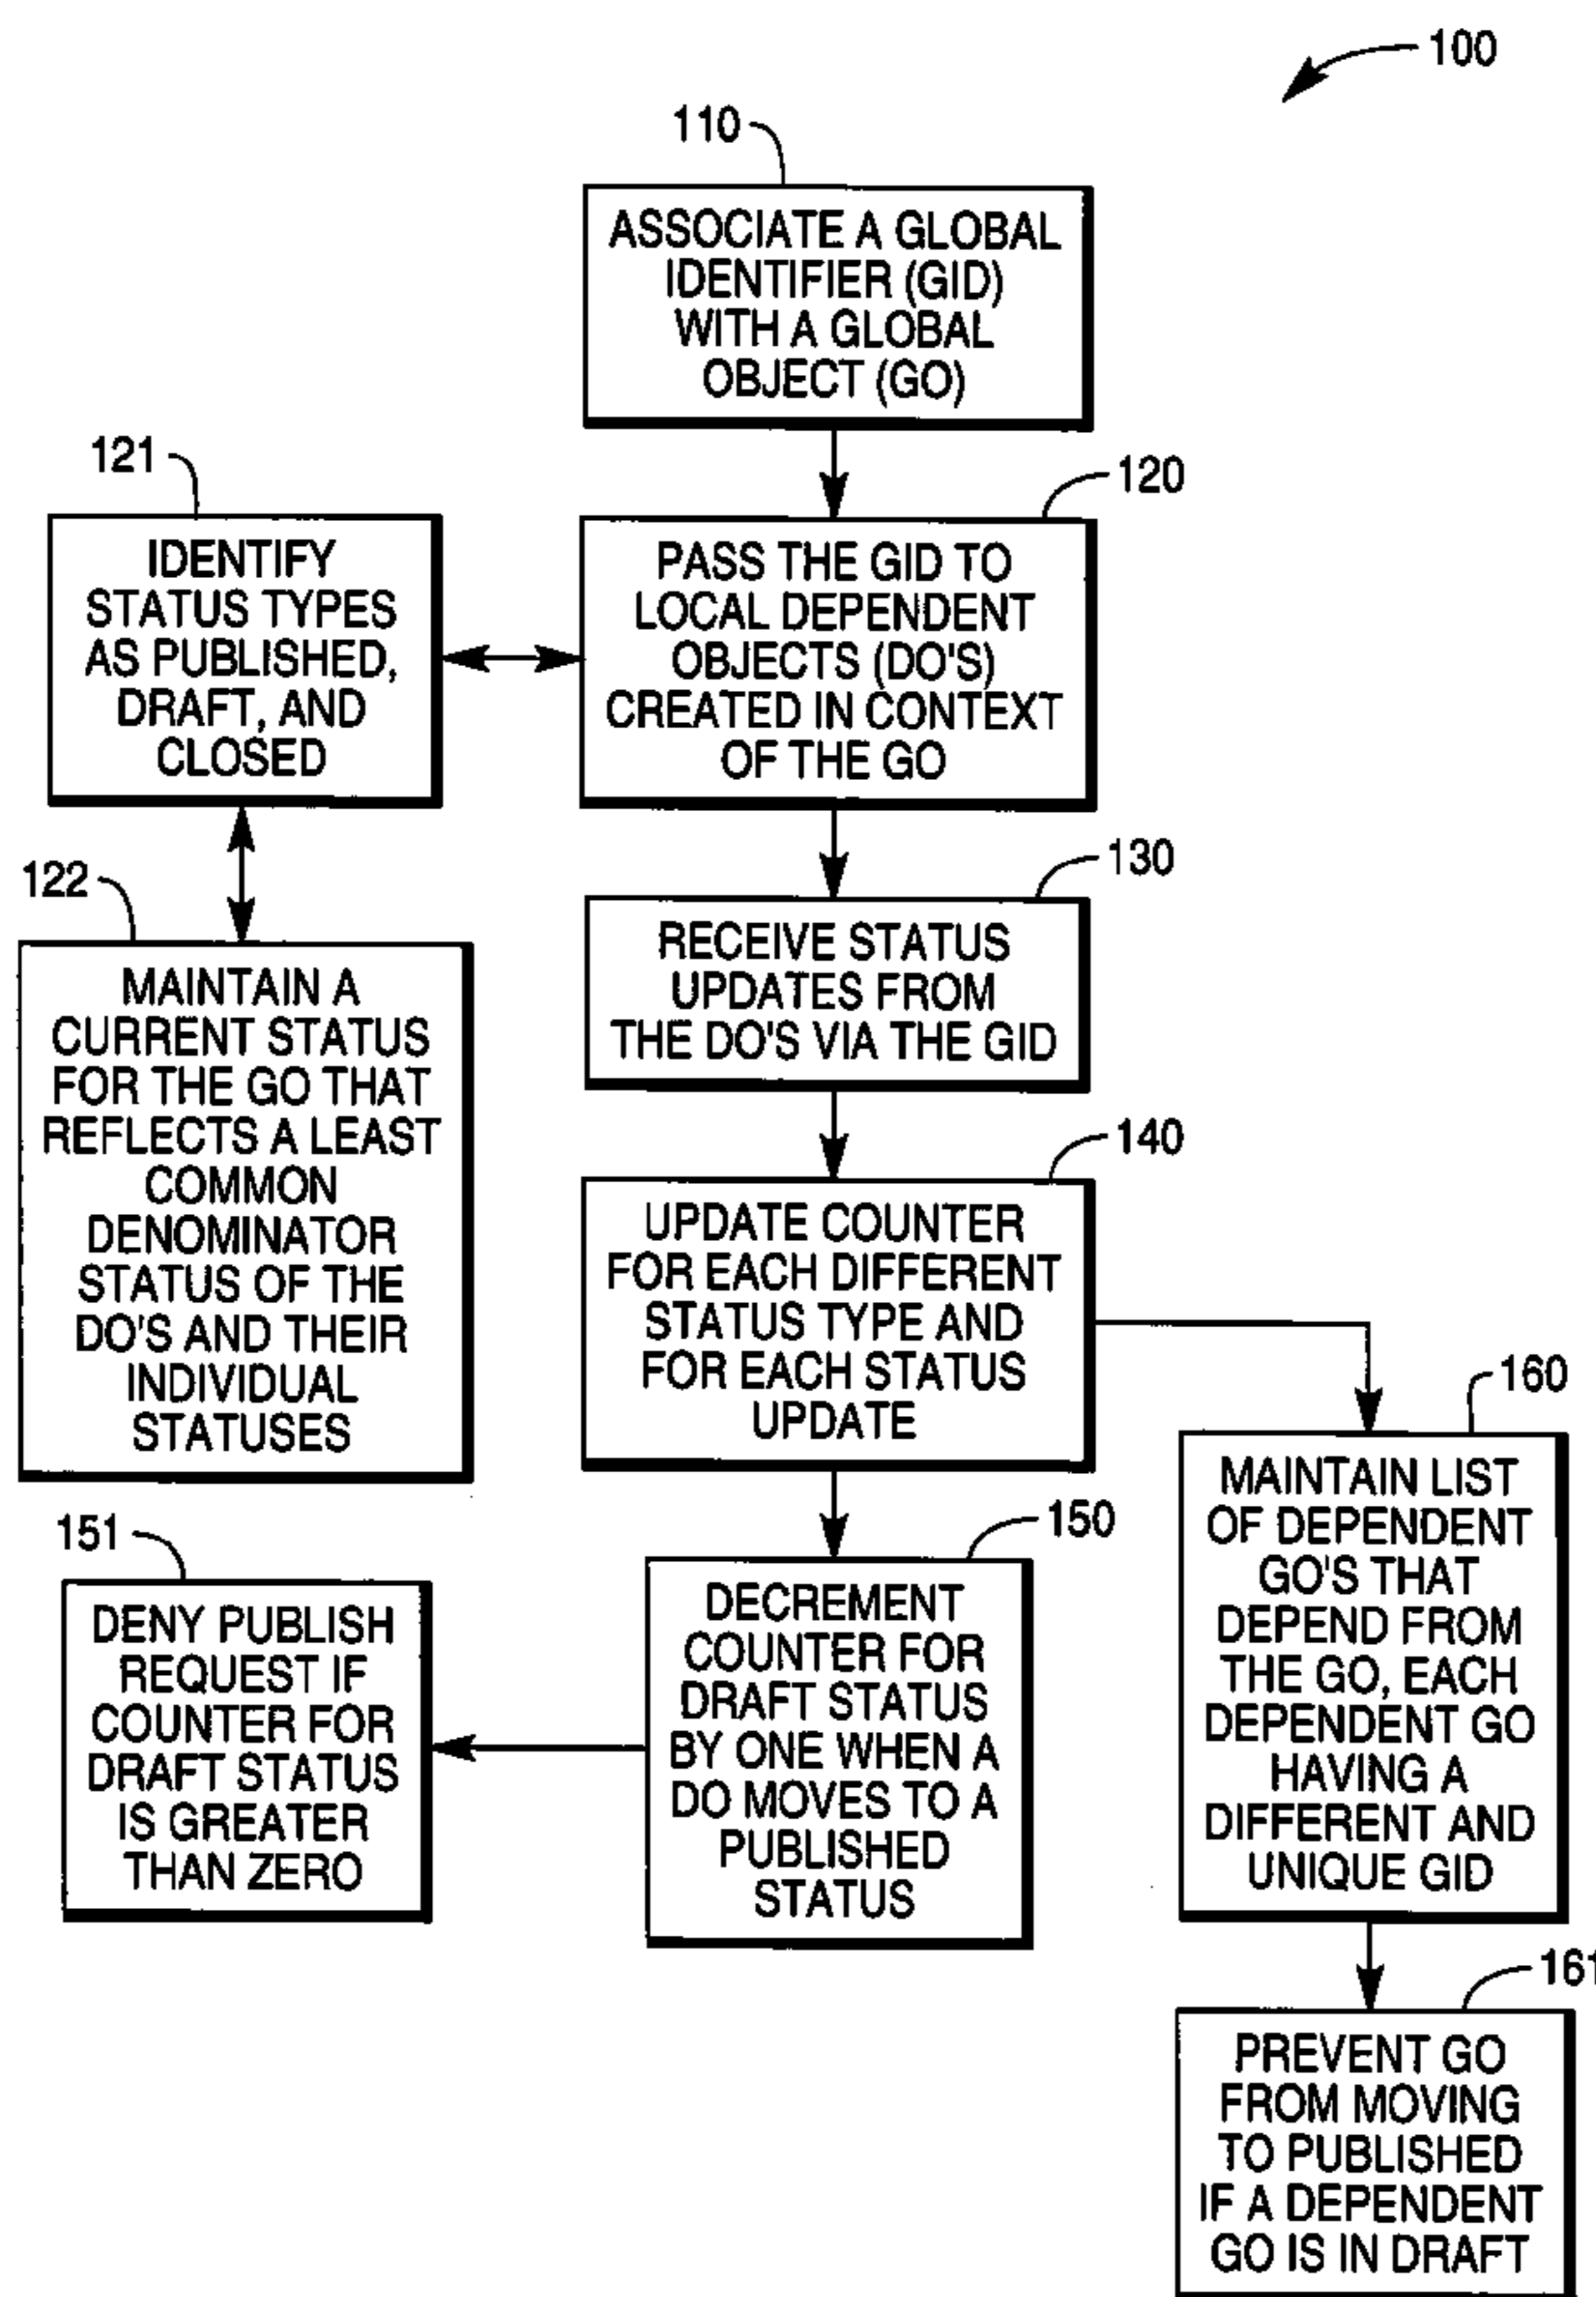 100
110
ASSOCIATE A GLOBAL
IDENTIFIER (GID)
WITH A GLOBAL
OBJECT (GO)
121
IDENTIFY
STATUS TYPES
AS PUBLISHED,
DRAFT, AND
CLOSED
120
PASS THE GID TO
LOCAL DEPENDENT
OBJECTS (DO'S)
CREATED IN CONTEXT
OF THE GO
122
MAINTAIN A
CURRENT STATUS
FOR THE GO THAT
REFLECTS A LEAST
COMMON
DENOMINATOR
STATUS OF THE
DO'S AND THEIR
INDIVIDUAL
STATUSES
130
RECEIVE STATUS
UPDATES FROM
THE DO'S VIA THE GID
140
UPDATE COUNTER
FOR EACH DIFFERENT
STATUS TYPE AND
FOR EACH STATUS
UPDATE
151
DENY PUBLISH
REQUEST IF
COUNTER FOR
DRAFT STATUS
IS GREATER
THAN ZERO
150
DECREMENT
COUNTER FOR
DRAFT STATUS
BY ONE WHEN A
DO MOVES TO A
PUBLISHED
STATUS
160
MAINTAIN LIST
OF DEPENDENT
GO'S THAT
DEPEND FROM
THE GO, EACH
DEPENDENT GO
HAVING A
DIFFERENT AND
UNIQUE GID
161
PREVENT GO
FROM MOVING
TO PUBLISHED
IF A DEPENDENT
GO IS IN DRAFT